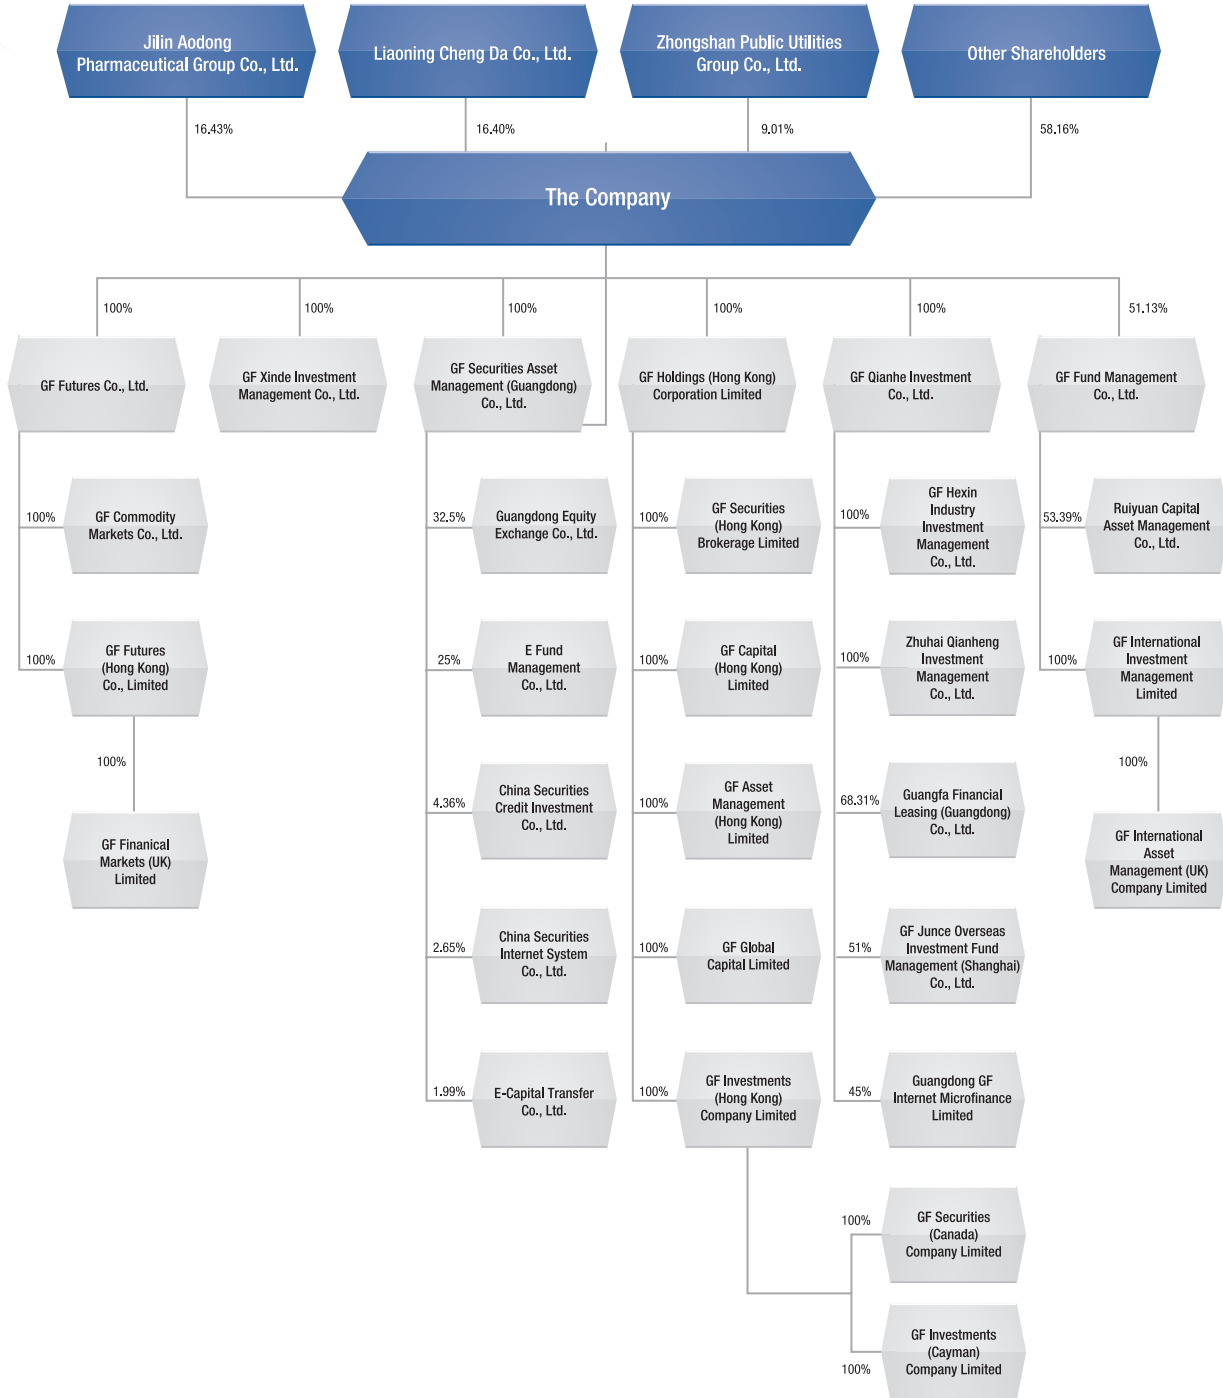 Jilin Aodong
Pharmaceutical Group Co., Ltd.
Liaoning Cheng Da Co., Ltd.
Zhongshan Public Utilities
Group Co., Ltd.
Other Shareholders
16.43%
16.40%
9.01%
58.16%
The Company
100%
100%
100%
100%
100%
51.13%
GF Futures Co., Ltd.
GF Xinde Investment
Management Co., Ltd.
GF Securities Asset
Management (Guangdong)
Co., Ltd.
GF Holdings (Hong Kong)
Corporation Limited
GF Qianhe Investment
Co., Ltd.
GF Fund Management
Co., Ltd.
100%
GF Commodity
Markets Co., Ltd.
32.5%
Guangdong Equity
Exchange Co., Ltd.
100%
GF Securities
(Hong Kong)
Brokerage Limited
100%
GF Hexin
Industry
Investment
Management
Co., Ltd.
53.39%
Ruiyuan Capital
Asset Management
Co., Ltd.
100%
GF Futures
(Hong Kong)
Co., Limited
25%
E Fund
Management
Co., Ltd.
100%
GF Capital
(Hong Kong)
Limited
100%
Zhuhai Qianheng
Investment
Management
Co., Ltd.
100%
GF International
Investment
Management
Limited
100%
GF Finanical
Markets (UK)
Limited
4.36%
China Securities
Credit Investment
Co., Ltd.
100%
GF Asset
Management
(Hong Kong)
Limited
68.31%
Guangfa Financial
Leasing (Guangdong)
Co., Ltd.
100%
GF International
Asset
Management (UK)
Company Limited
2.65%
China Securities
Internet System
Co., Ltd.
100%
GF Global
Capital Limited
51%
GF Junce Overseas
Investment Fund
Management (Shanghai)
Co., Ltd.
1.99%
E-Capital Transfer
Co., Ltd.
100%
GF Investments
(Hong Kong)
Company Limited
45%
Guangdong GF
Internet Microfinance
Limited
100%
GF Securities
(Canada)
Company Limited
100%
GF Investments
(Cayman)
Company Limited